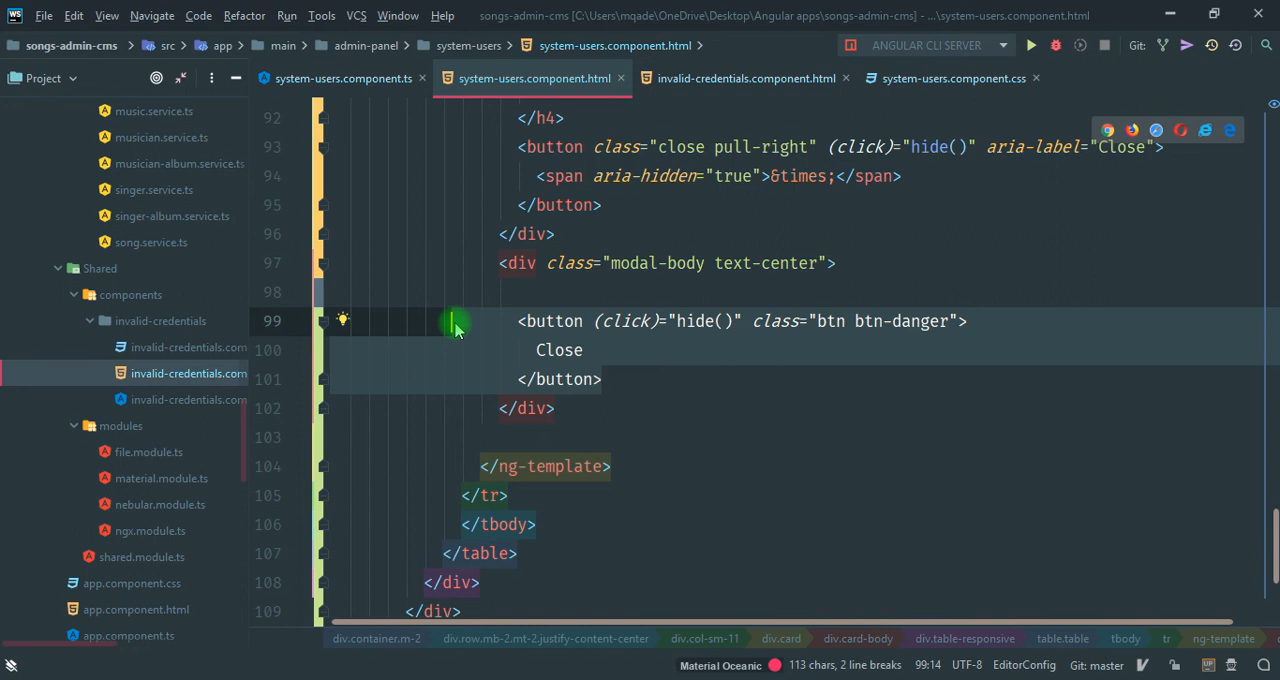 WS File Edit View Navigate Code Refactor Run Tools VCS Window Help songs-admin-cms [C:\Users\mqade\OneDrive\Desktop\Angular apps\songs-admin-cms] - ...\system-users.component.html
songs-admin-cms src app main admin-panel system-users system-users.component.html ANGULAR CLI SERVER Git:
Project system-users.component.ts system-users.component.html invalid-credentials.component.html system-users.component.css
music.service.ts
musician.service.ts
musician-album.service.ts
singer.service.ts
singer-album.service.ts
song.service.ts
Shared
components
invalid-credentials
invalid-credentials.com
invalid-credentials.com
invalid-credentials.com
modules
file.module.ts
material.module.ts
nebular.module.ts
ngx.module.ts
shared.module.ts
app.component.css
app.component.html
app.component.ts
92 </h4>
93 <button class="close pull-right" (click)="hide()" aria-label="Close">
94 <span aria-hidden="true">&times;</span>
95 </button>
96 </div>
97 <div class="modal-body text-center">
98
99 <button (click)="hide()" class="btn btn-danger">
100 Close
101 </button>
102 </div>
103
104 </ng-template>
105 </tr>
106 </tbody>
107 </table>
108 </div>
109 </div>
div.container.m-2 div.row.mb-2.mt-2.justify-content-center div.col-sm-11 div.card div.card-body div.table-responsive table.table tbody tr ng-template
Material Oceanic 113 chars, 2 line breaks 99:14 UTF-8 EditorConfig Git: master UP